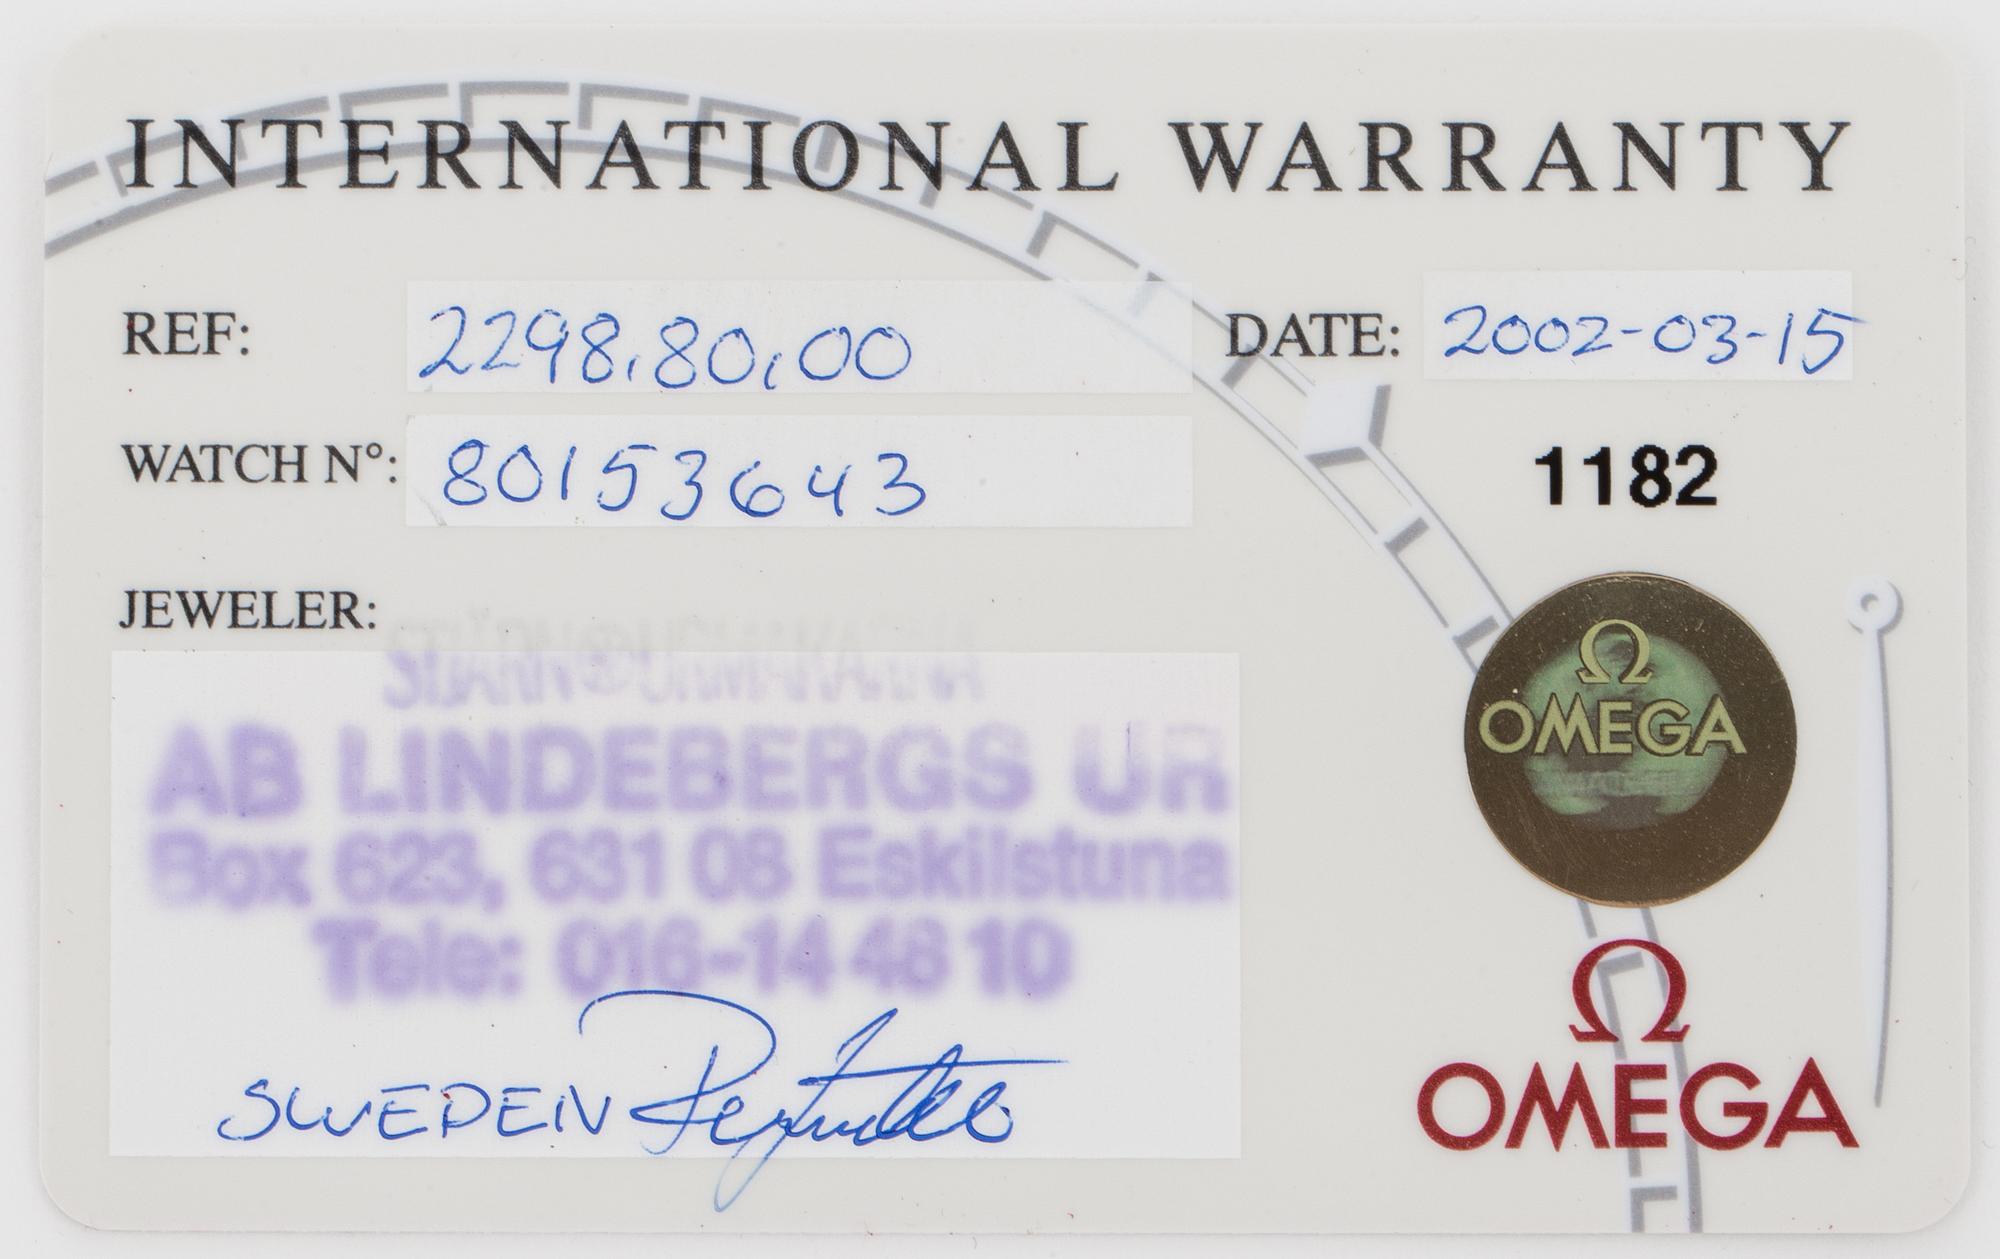 INTERNATIONAL WARRANTY
REF: 2298.80.00
DATE: 2002-03-15
WATCH N°: 80153643
1182
JEWELER:
AB LINDEBERGS UR
Box 623, 631 08 Eskilstuna
Tele: 016-14 46 10
SWEDEN
Ω
OMEGA
Ω
OMEGA